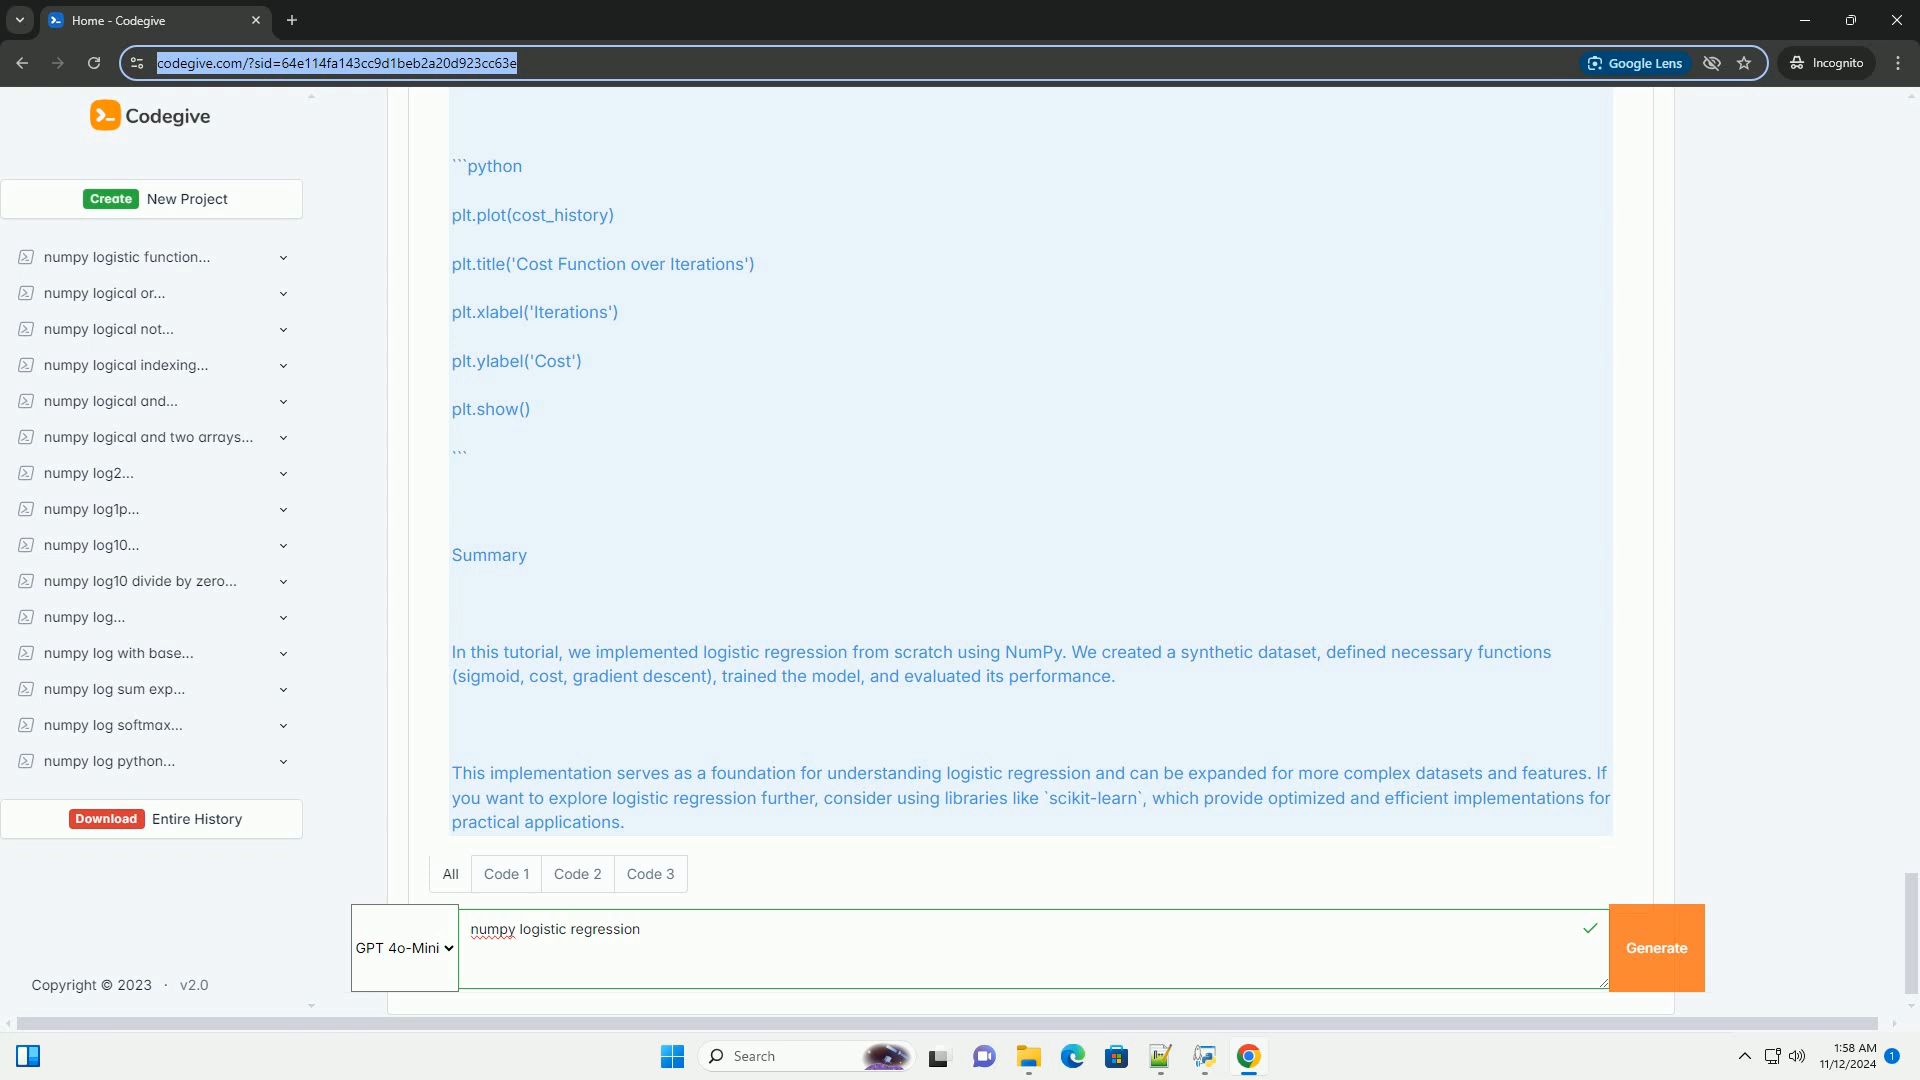 Home - Codegive
codegive.com/?sid=64e114fa143cc9d1beb2a20d923cc63e
Google Lens
Incognito
Codegive
Create New Project
numpy logistic function...
numpy logical or...
numpy logical not...
numpy logical indexing...
numpy logical and...
numpy logical and two arrays...
numpy log2...
numpy log1p...
numpy log10...
numpy log10 divide by zero...
numpy log...
numpy log with base...
numpy log sum exp...
numpy log softmax...
numpy log python...
Download Entire History
Copyright © 2023 · v2.0
```python
plt.plot(cost_history)
plt.title('Cost Function over Iterations')
plt.xlabel('Iterations')
plt.ylabel('Cost')
plt.show()
```
Summary
In this tutorial, we implemented logistic regression from scratch using NumPy. We created a synthetic dataset, defined necessary functions
(sigmoid, cost, gradient descent), trained the model, and evaluated its performance.
This implementation serves as a foundation for understanding logistic regression and can be expanded for more complex datasets and features. If
you want to explore logistic regression further, consider using libraries like `scikit-learn`, which provide optimized and efficient implementations for
practical applications.
All Code 1 Code 2 Code 3
GPT 4o-Mini
numpy logistic regression
Generate
Search
1:58 AM
11/12/2024
1